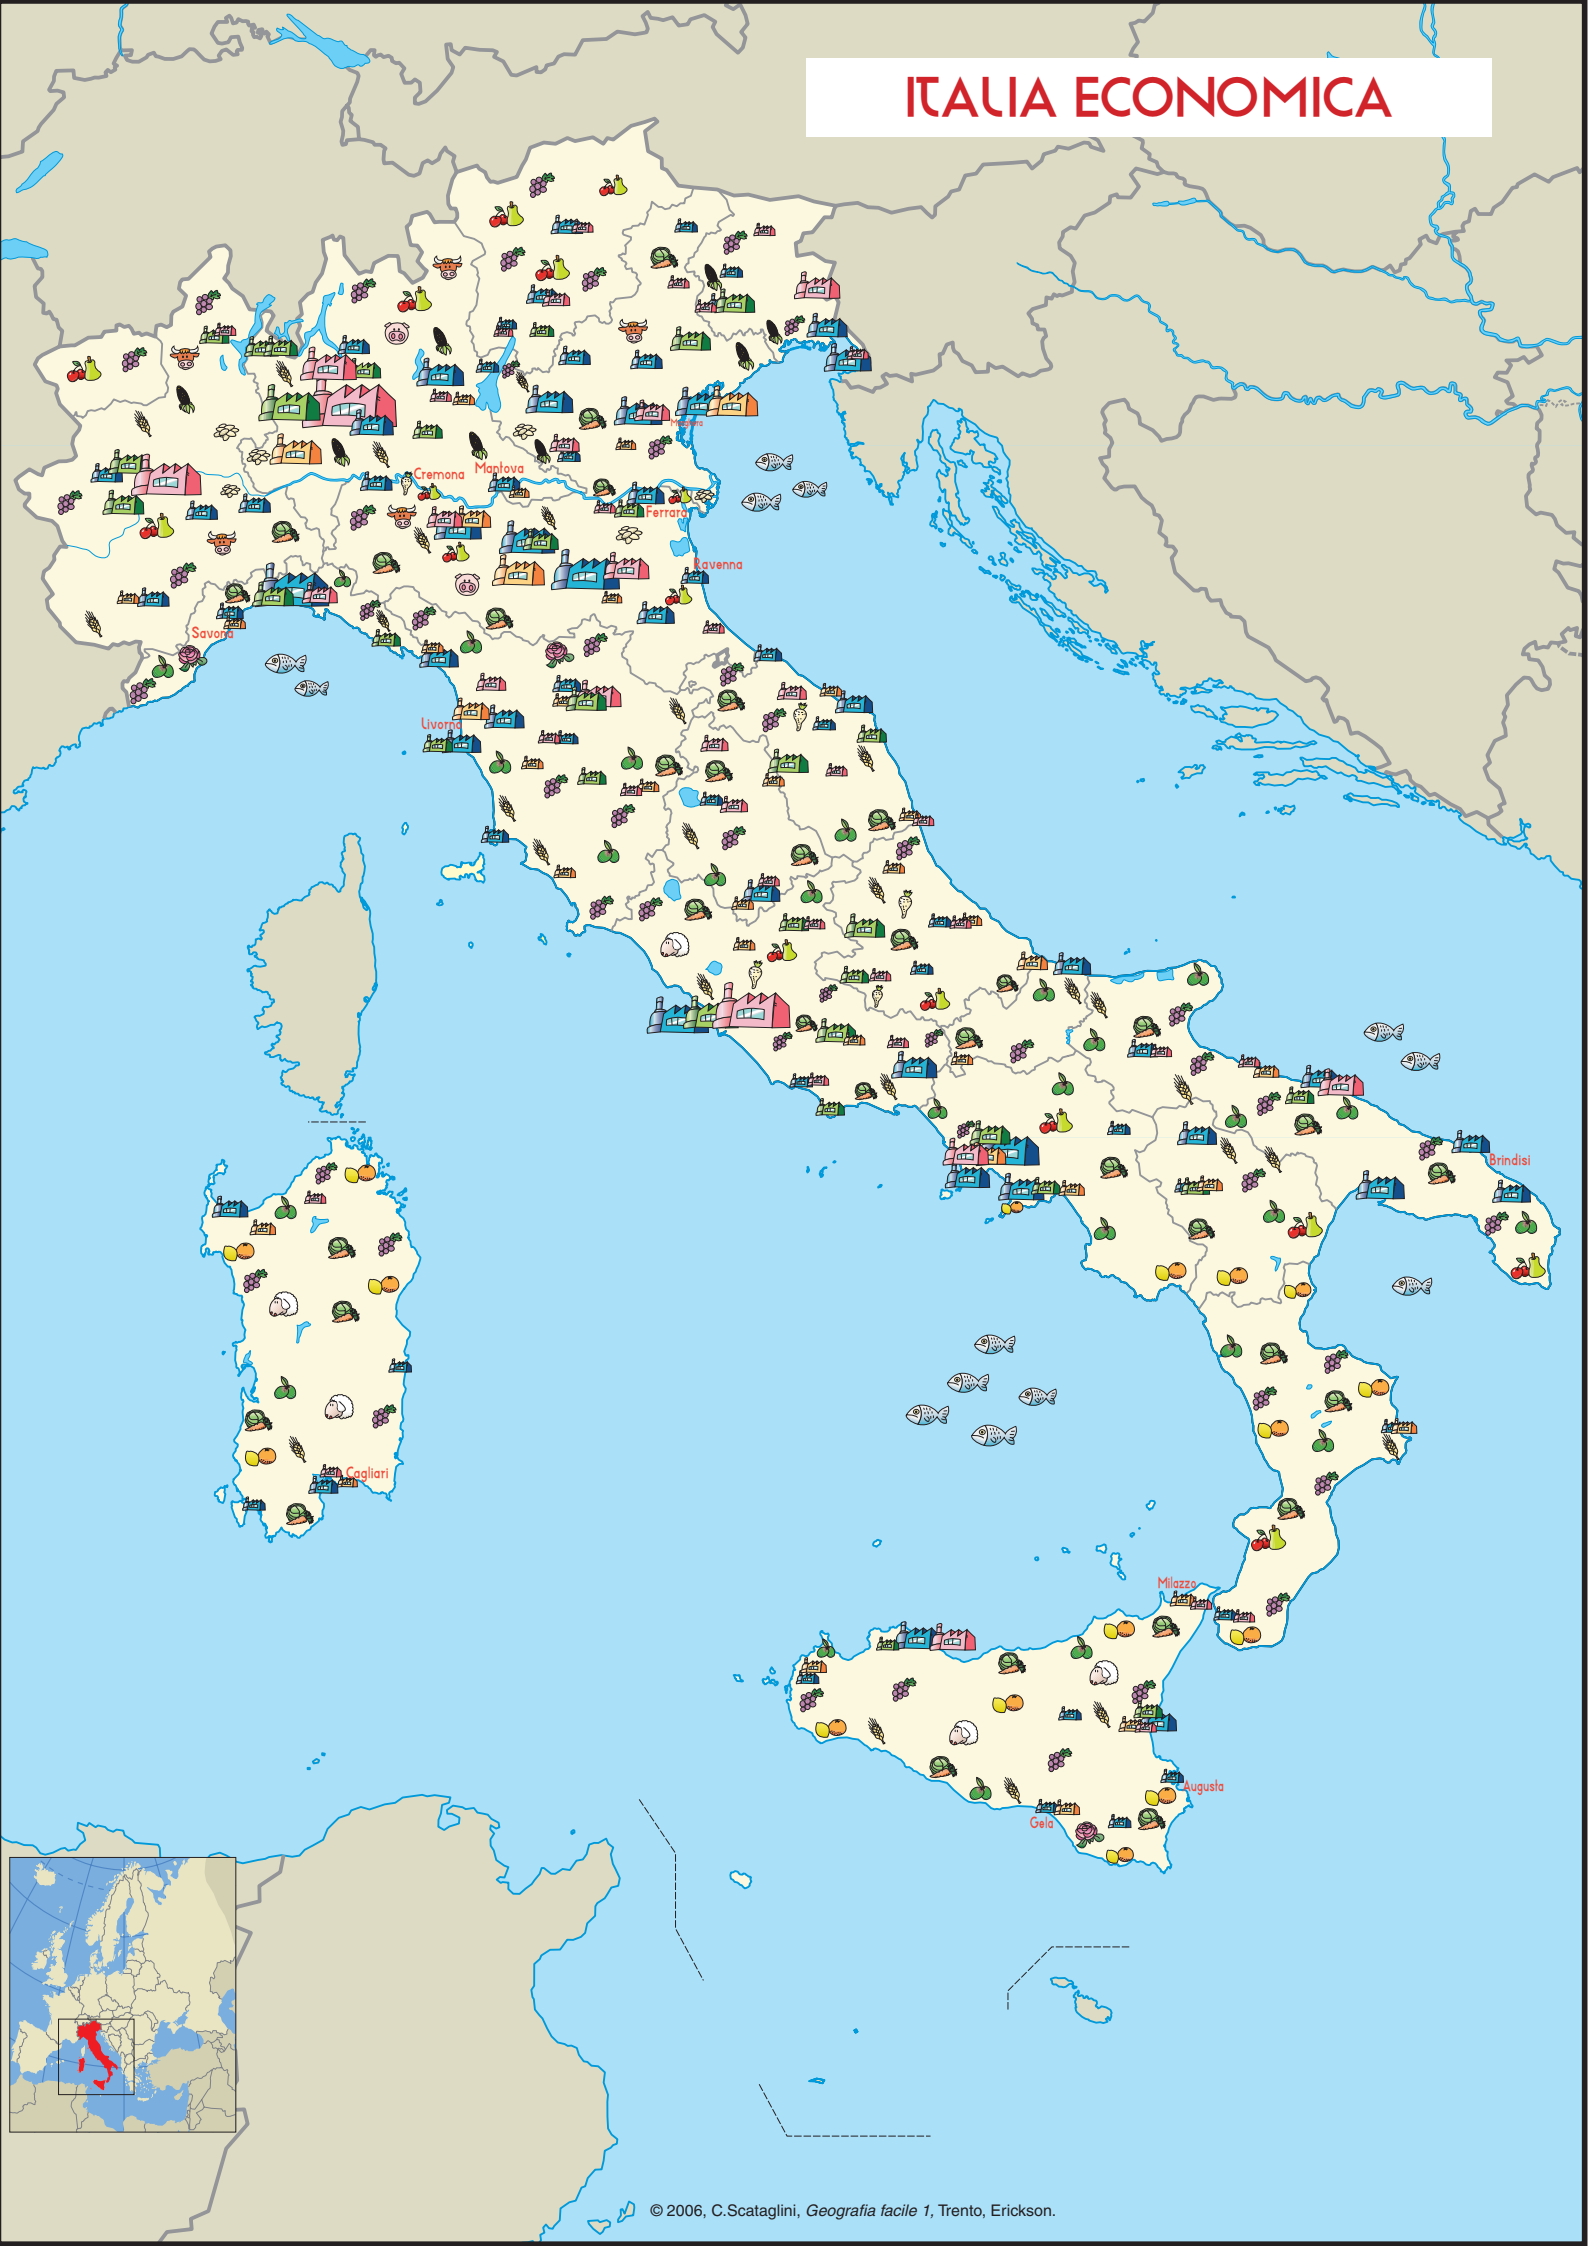 ITALIA ECONOMICA
Cremona
Mantova
Ferrara
Ravenna
Savona
Livorno
Brindisi
Cagliari
Milazzo
Augusta
Gela
© 2006, C.Scataglini, Geografia facile 1, Trento, Erickson.